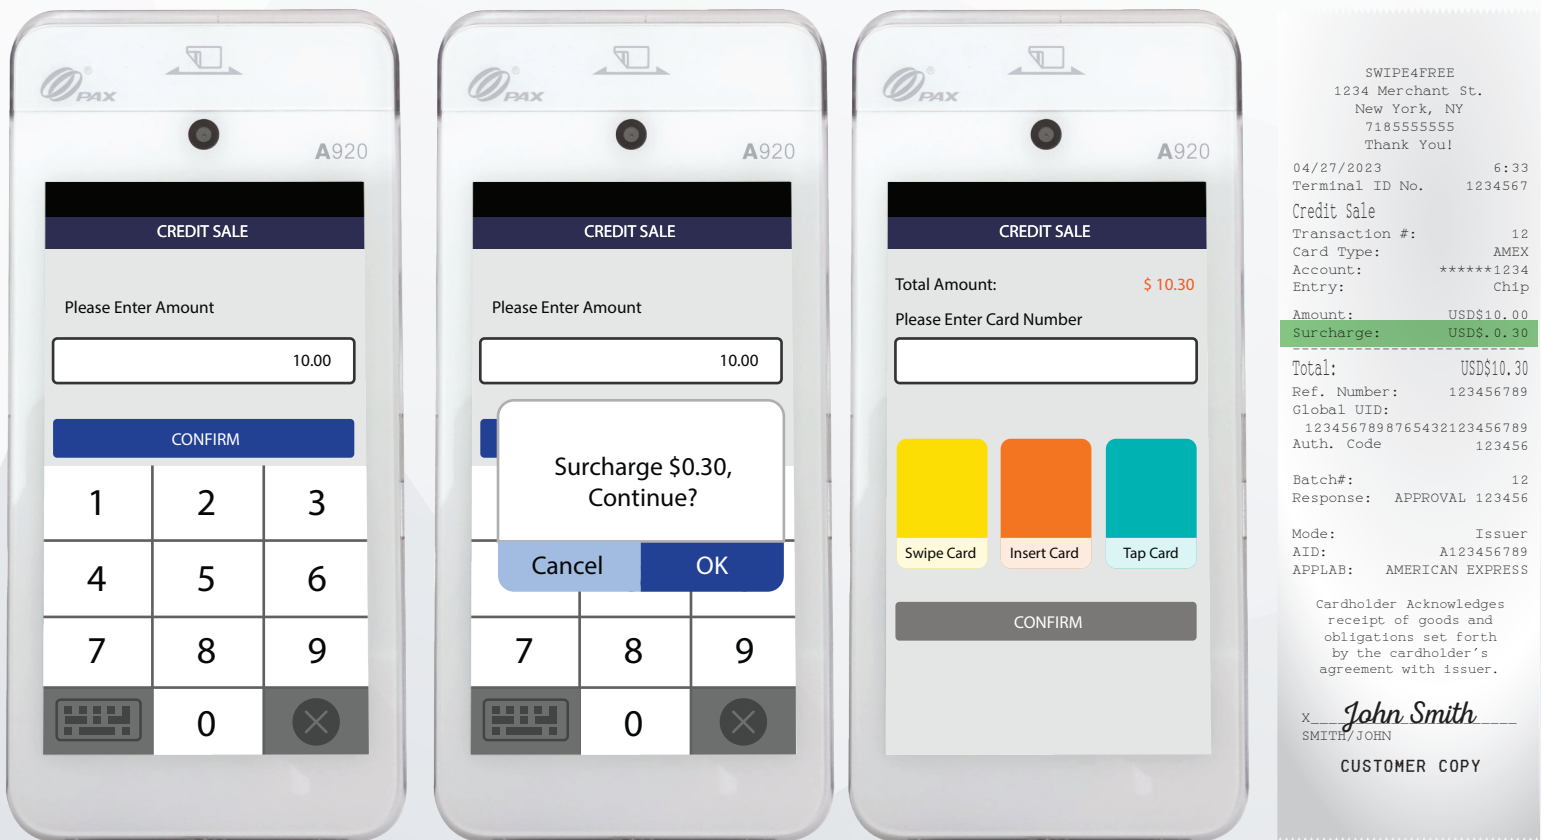 PAX ®
A920
CREDIT SALE
Please Enter Amount
10.00
CONFIRM
1 2 3
4 5 6
7 8 9
0
PAX ®
A920
CREDIT SALE
Please Enter Amount
10.00
Surcharge $0.30,
Continue?
Cancel OK
7 8 9
0
PAX ®
A920
CREDIT SALE
Total Amount: $ 10.30
Please Enter Card Number
Swipe Card Insert Card Tap Card
CONFIRM
SWIPE4FREE
1234 Merchant St.
New York, NY
7185555555
Thank You!
04/27/2023 6:33
Terminal ID No. 1234567
Credit Sale
Transaction #: 12
Card Type: AMEX
Account: ******1234
Entry: Chip
Amount: USD$10.00
Surcharge: USD$.0.30
Total: USD$10.30
Ref. Number: 123456789
Global UID:
1234567898765432123456789
Auth. Code 123456
Batch#: 12
Response: APPROVAL 123456
Mode: Issuer
AID: A123456789
APPLAB: AMERICAN EXPRESS
Cardholder Acknowledges
receipt of goods and
obligations set forth
by the cardholder's
agreement with issuer.
X John Smith
SMITH/JOHN
CUSTOMER COPY